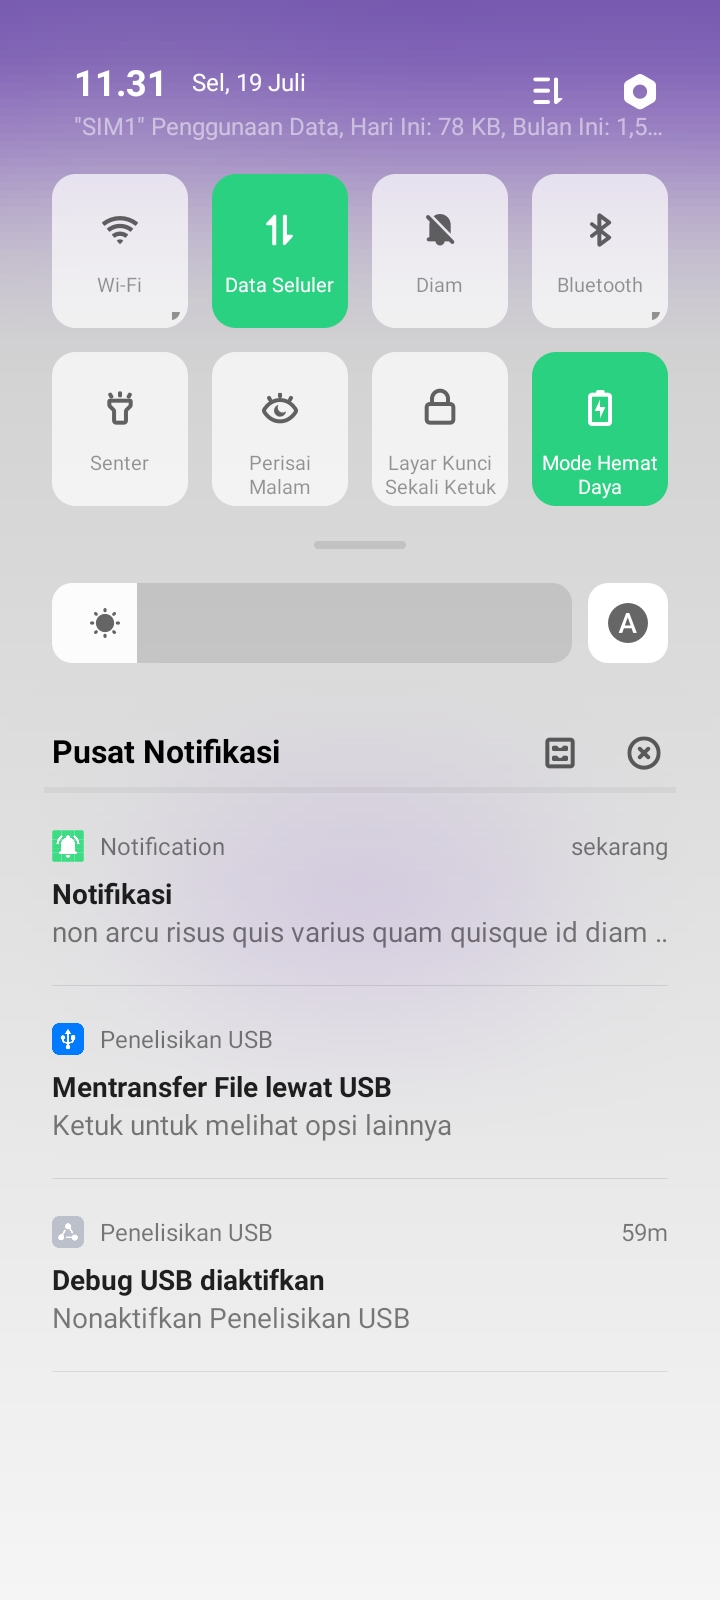 11.31 Sel, 19 Juli
"SIM1" Penggunaan Data, Hari Ini: 78 KB, Bulan Ini: 1,5...
Wi-Fi
Data Seluler
Diam
Bluetooth
Senter
Perisai
Malam
Layar Kunci
Sekali Ketuk
Mode Hemat
Daya
A
Pusat Notifikasi
Notification sekarang
Notifikasi
non arcu risus quis varius quam quisque id diam ..
Penelisikan USB
Mentransfer File lewat USB
Ketuk untuk melihat opsi lainnya
Penelisikan USB 59m
Debug USB diaktifkan
Nonaktifkan Penelisikan USB